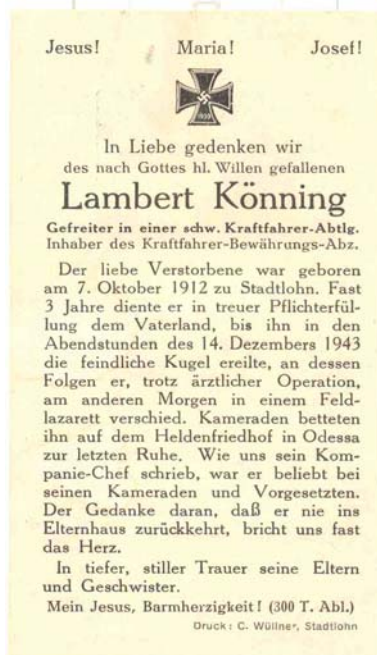 Jesus! Maria! Josef!
1939
In Liebe gedenken wir
des nach Gottes hl. Willen gefallenen
Lambert Könning
Gefreiter in einer schw. Kraftfahrer-Abtlg.
Inhaber des Kraftfahrer-Bewährungs-Abz.
Der liebe Verstorbene war geboren
am 7. Oktober 1912 zu Stadtlohn. Fast
3 Jahre diente er in treuer Pflichterfül-
lung dem Vaterland, bis ihn in den
Abendstunden des 14. Dezembers 1943
die feindliche Kugel ereilte, an dessen
Folgen er, trotz ärztlicher Operation,
am anderen Morgen in einem Feld-
lazarett verschied. Kameraden betteten
ihn auf dem Heldenfriedhof in Odessa
zur letzten Ruhe. Wie uns sein Kom-
panie-Chef schrieb, war er beliebt bei
seinen Kameraden und Vorgesetzten.
Der Gedanke daran, daß er nie ins
Elternhaus zurückkehrt, bricht uns fast
das Herz.
In tiefer, stiller Trauer seine Eltern
und Geschwister.
Mein Jesus, Barmherzigkeit! (300 T. Abl.)
Druck: C. Wüllner, Stadtlohn